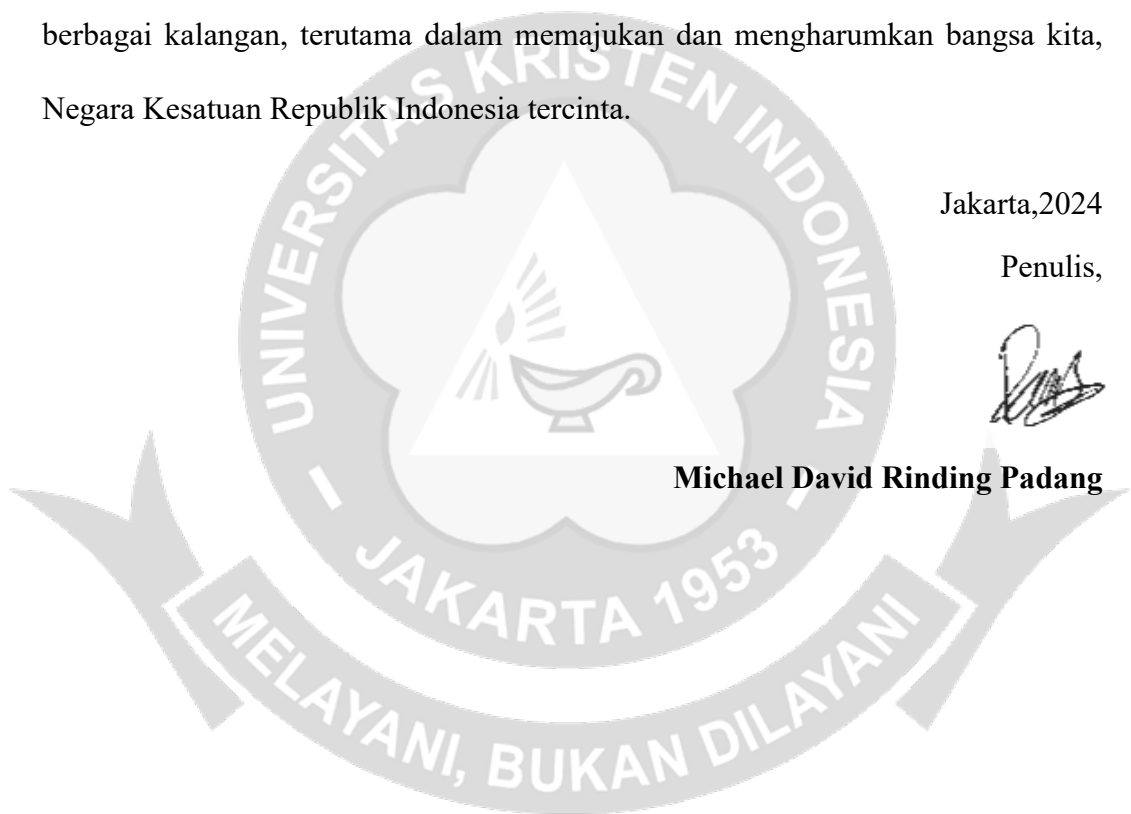 berbagai kalangan, terutama dalam memajukan dan mengharumkan bangsa kita,
Negara Kesatuan Republik Indonesia tercinta.
Jakarta,2024
Penulis,
Michael David Rinding Padang
UNIVERSITAS KRISTEN INDONESIA
JAKARTA 1953
MELAYANI, BUKAN DILAYANI